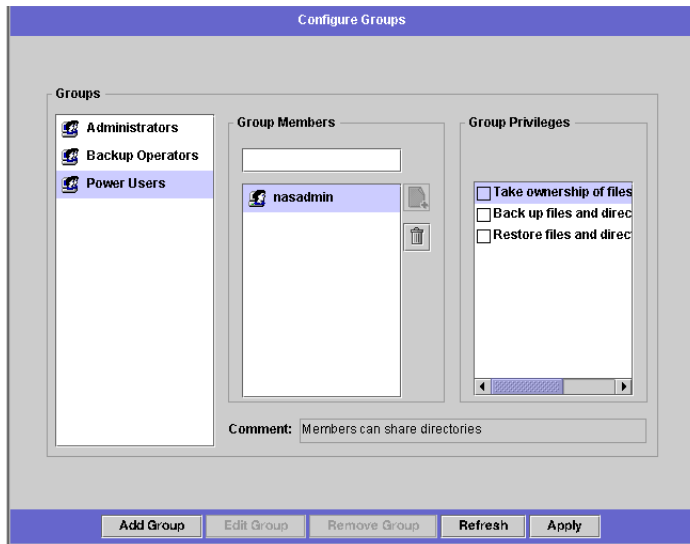 Configure Groups
Groups
Administrators
Backup Operators
Power Users
Group Members
nasadmin
Group Privileges
Take ownership of files
Back up files and direc
Restore files and direc
Comment: Members can share directories
Add Group
Edit Group
Remove Group
Refresh
Apply